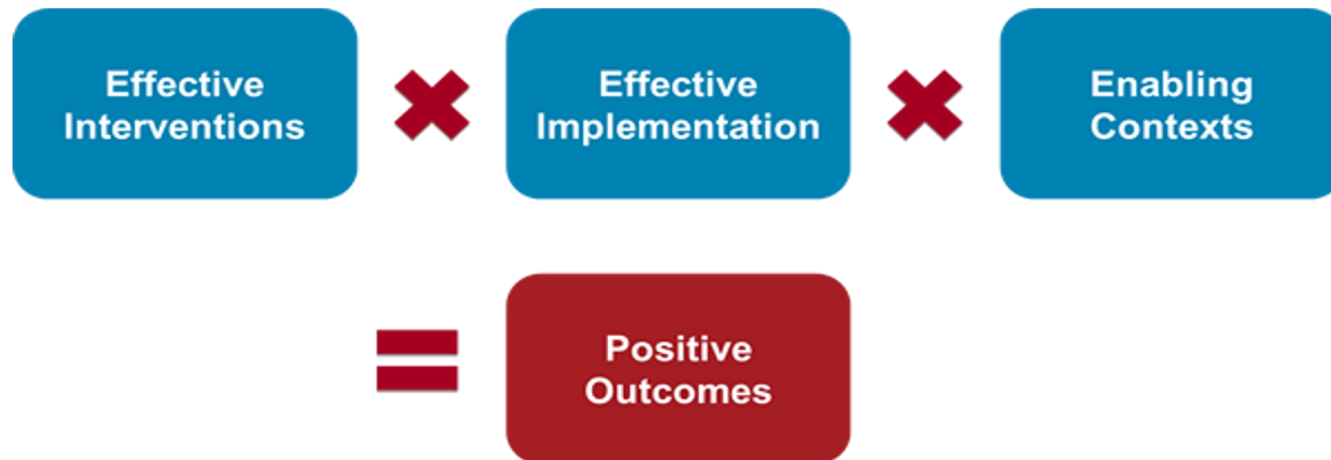 Effective
Interventions
Effective
Implementation
Enabling
Contexts
Positive
Outcomes